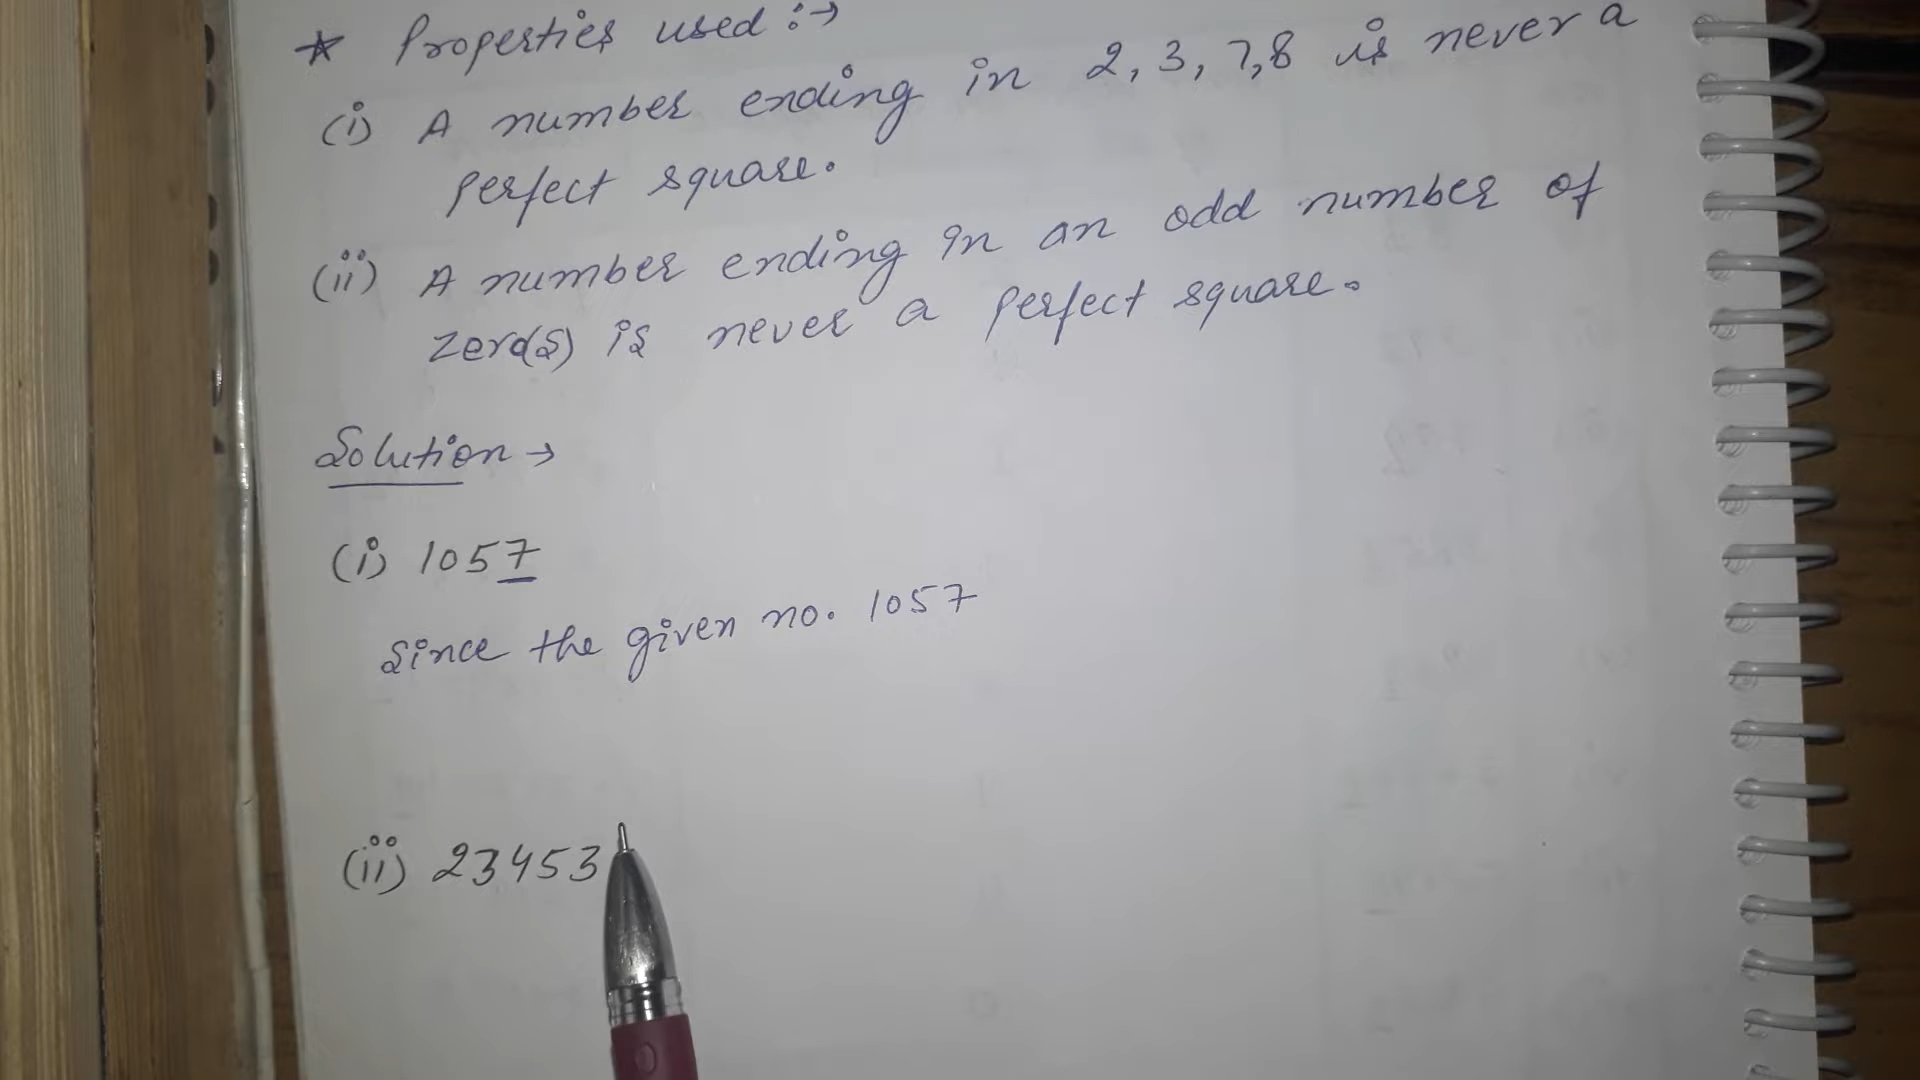 * Properties used :→
(i) A number ending in 2, 3, 7, 8 is never a
perfect square.
(ii) A number ending in an odd number of
zero(s) is never a perfect square.
Solution →
(i) 1057
Since the given no. 1057
(ii) 23453